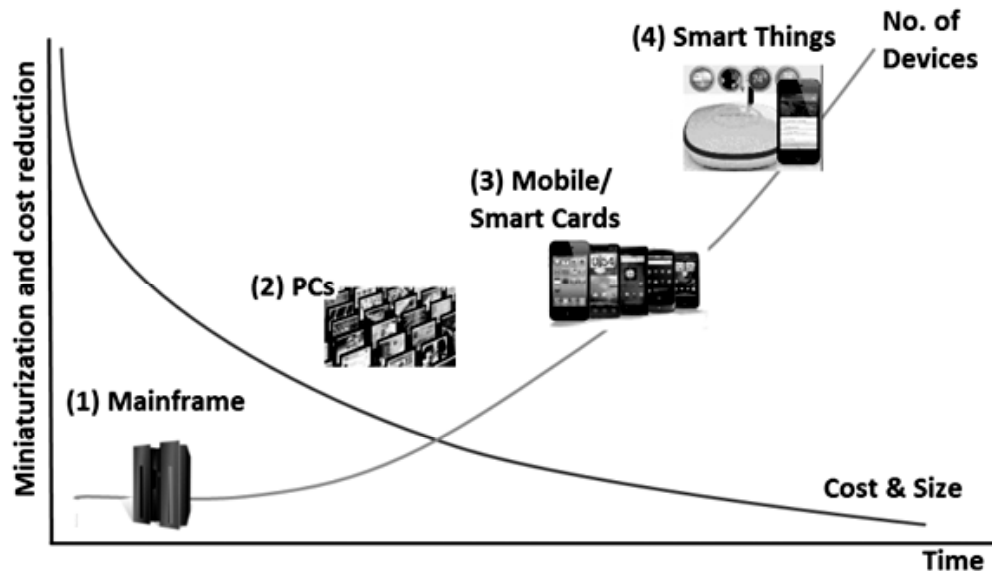 No. of
Devices
(4) Smart Things
(3) Mobile/
Smart Cards
(2) PCs
(1) Mainframe
Miniaturization and cost reduction
Cost & Size
Time